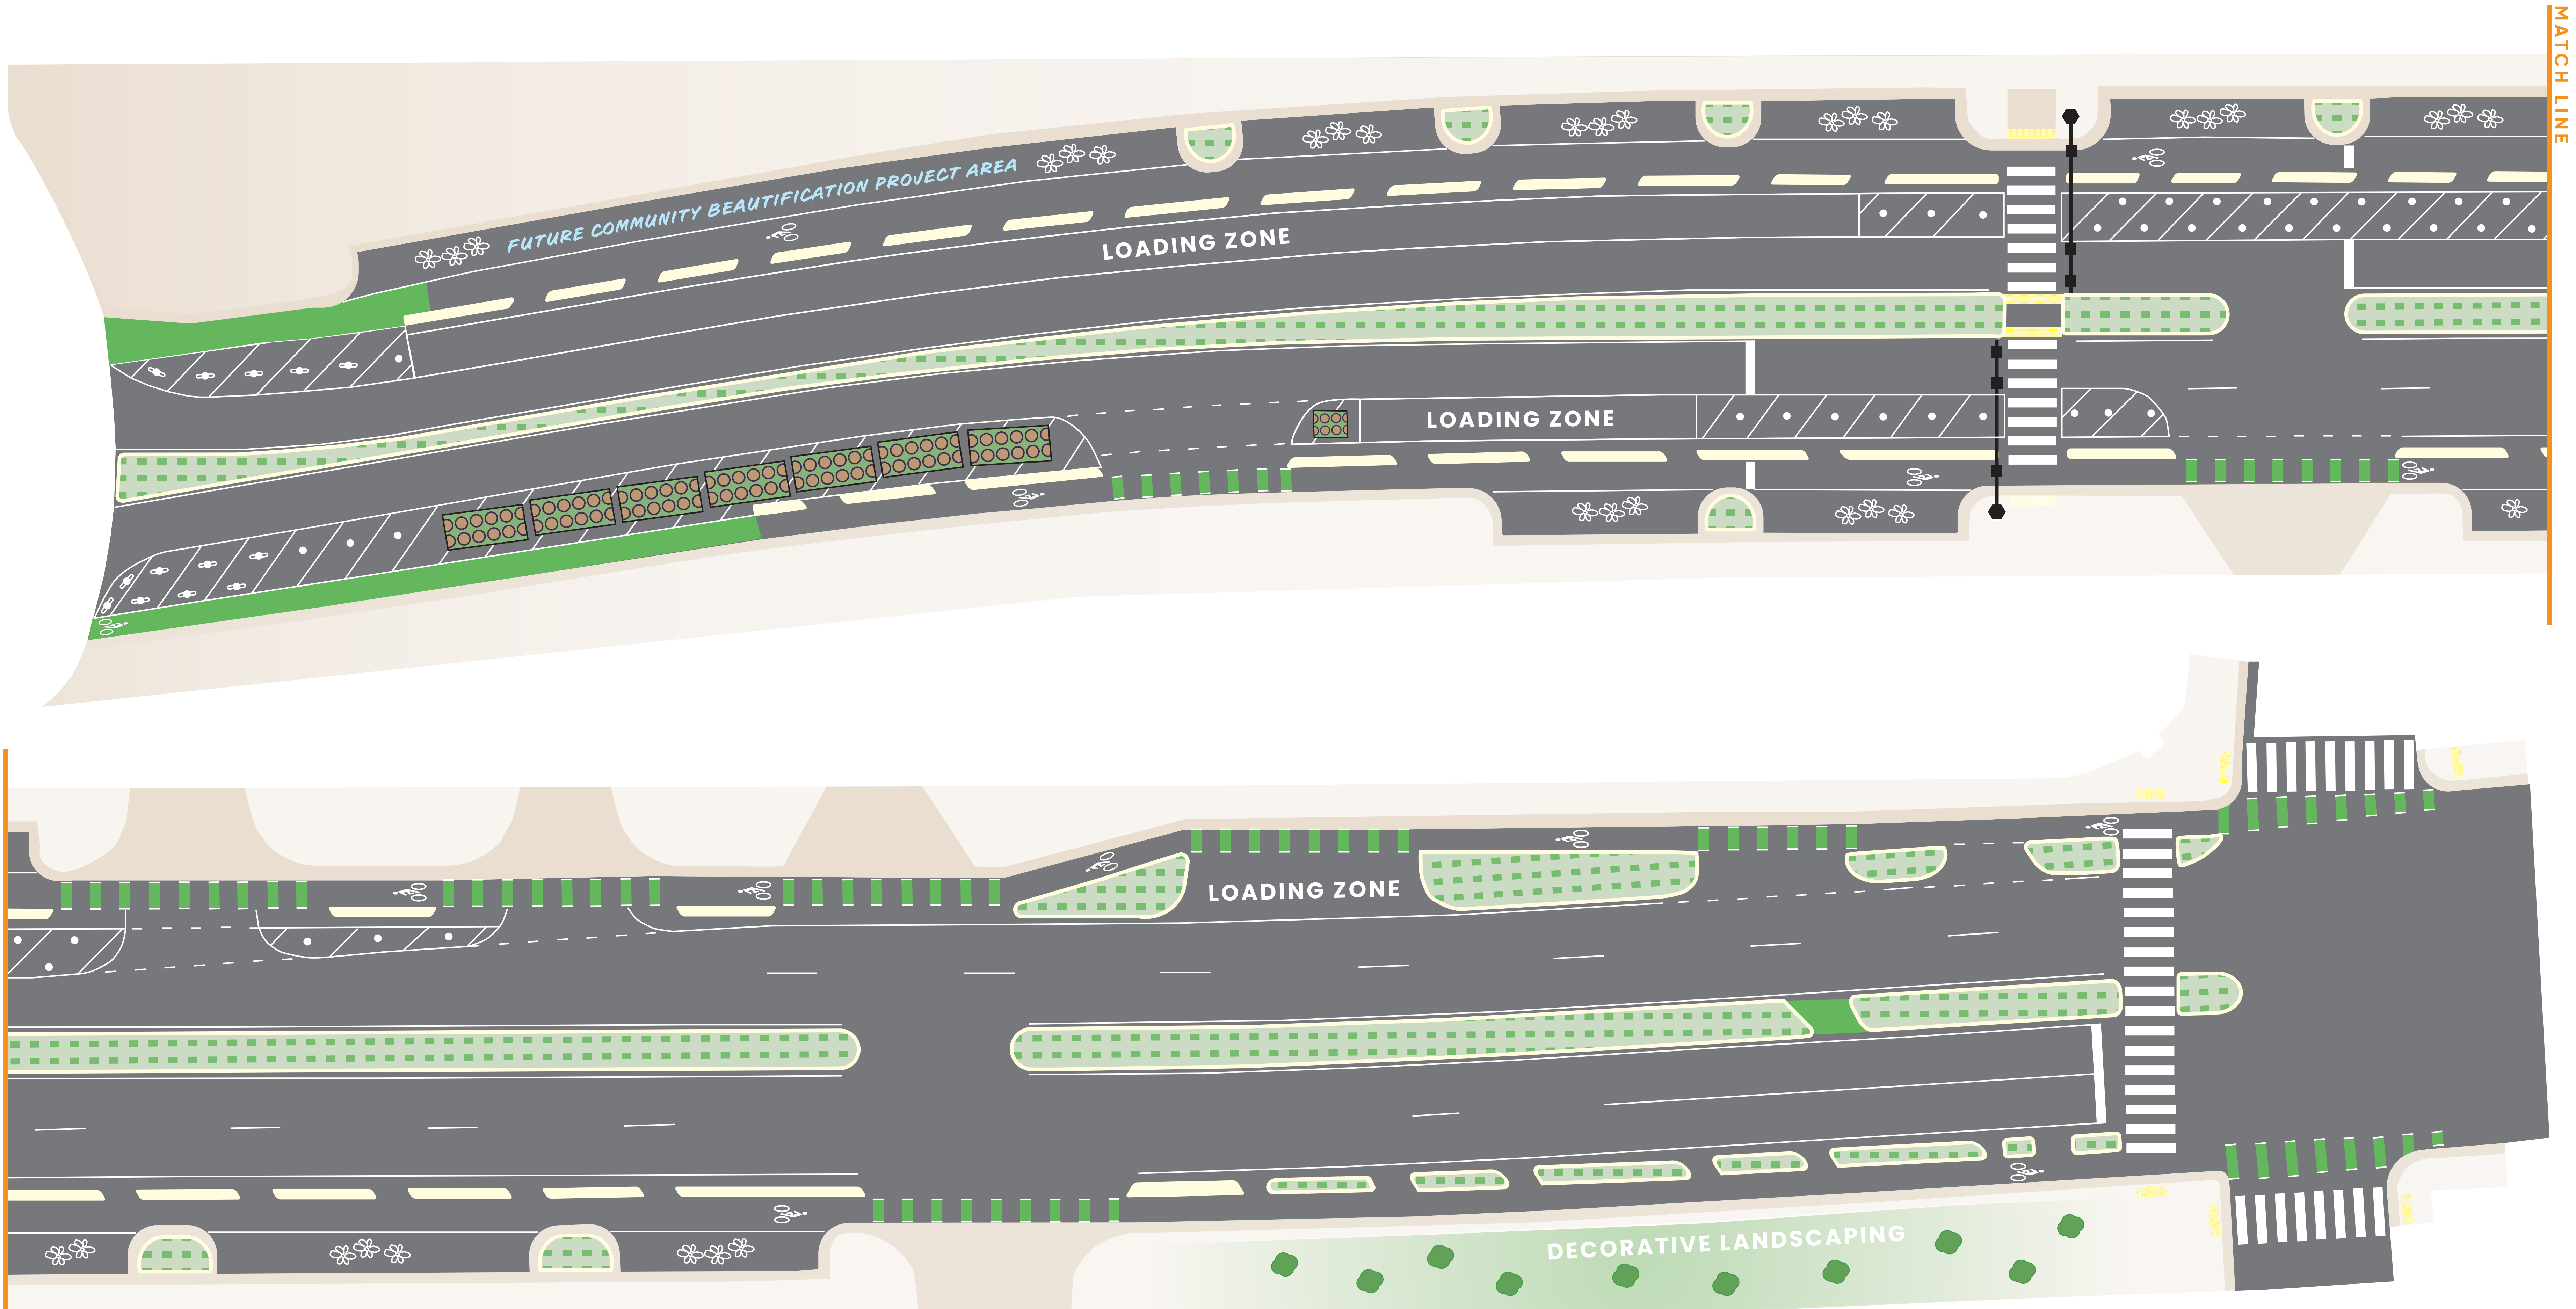 MATCH LINE
FUTURE COMMUNITY BEAUTIFICATION PROJECT AREA
LOADING ZONE
LOADING ZONE
LOADING ZONE
DECORATIVE LANDSCAPING